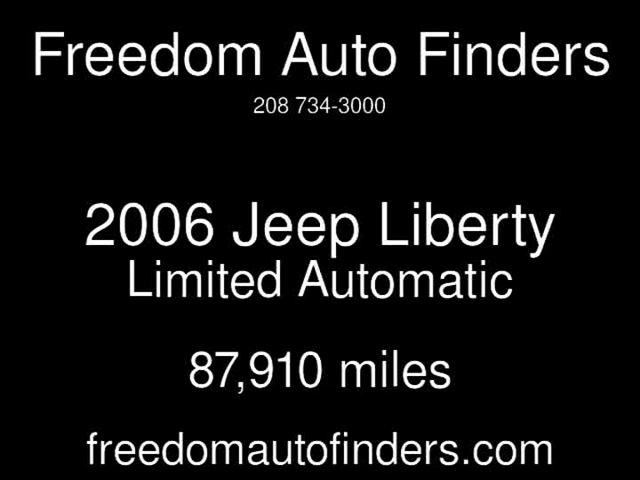 Freedom Auto Finders
208 734-3000
2006 Jeep Liberty
Limited Automatic
87,910 miles
freedomautofinders.com